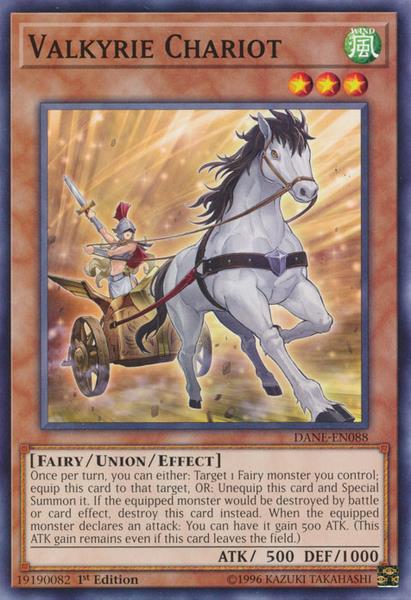 VALKYRIE CHARIOT
WIND
風
DANE-EN088
[FAIRY/UNION/EFFECT]
Once per turn, you can either: Target 1 Fairy monster you control;
equip this card to that target, OR: Unequip this card and Special
Summon it. If the equipped monster would be destroyed by battle
or card effect, destroy this card instead. When the equipped
monster declares an attack: You can have it gain 500 ATK. (This
ATK gain remains even if this card leaves the field.)
ATK/ 500 DEF/1000
19190082 1st Edition ©1996 KAZUKI TAKAHASHI